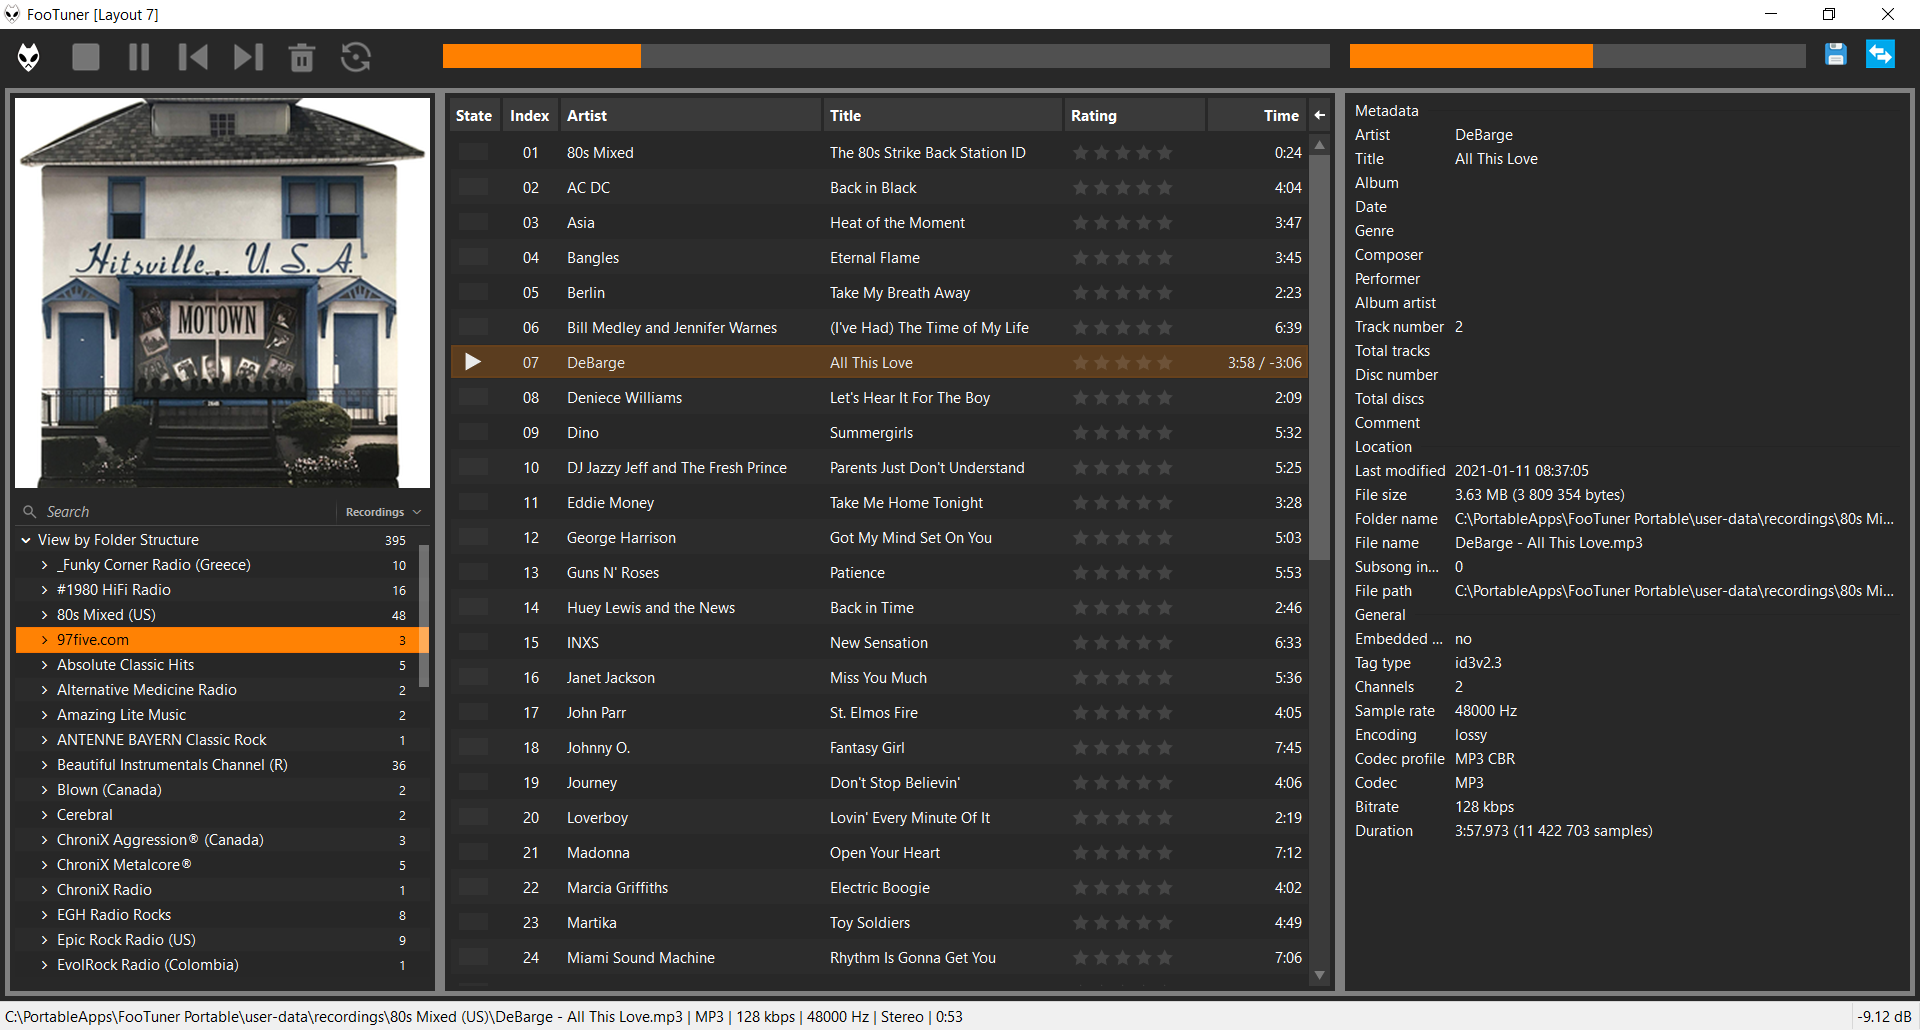 FooTuner [Layout 7]
Hitsville.. U.S.A.
MOTOWN
2648
Search
Recordings
View by Folder Structure 395
_Funky Corner Radio (Greece) 10
#1980 HiFi Radio 16
80s Mixed (US) 48
97five.com 3
Absolute Classic Hits 5
Alternative Medicine Radio 2
Amazing Lite Music 2
ANTENNE BAYERN Classic Rock 1
Beautiful Instrumentals Channel (R) 36
Blown (Canada) 2
Cerebral 2
ChroniX Aggression® (Canada) 3
ChroniX Metalcore® 5
ChroniX Radio 1
EGH Radio Rocks 8
Epic Rock Radio (US) 9
EvolRock Radio (Colombia) 1
State Index Artist Title Rating Time
01 80s Mixed The 80s Strike Back Station ID 0:24
02 AC DC Back in Black 4:04
03 Asia Heat of the Moment 3:47
04 Bangles Eternal Flame 3:45
05 Berlin Take My Breath Away 2:23
06 Bill Medley and Jennifer Warnes (I've Had) The Time of My Life 6:39
07 DeBarge All This Love 3:58 / -3:06
08 Deniece Williams Let's Hear It For The Boy 2:09
09 Dino Summergirls 5:32
10 DJ Jazzy Jeff and The Fresh Prince Parents Just Don't Understand 5:25
11 Eddie Money Take Me Home Tonight 3:28
12 George Harrison Got My Mind Set On You 5:03
13 Guns N' Roses Patience 5:53
14 Huey Lewis and the News Back in Time 2:46
15 INXS New Sensation 6:33
16 Janet Jackson Miss You Much 5:36
17 John Parr St. Elmos Fire 4:05
18 Johnny O. Fantasy Girl 7:45
19 Journey Don't Stop Believin' 4:06
20 Loverboy Lovin' Every Minute Of It 2:19
21 Madonna Open Your Heart 7:12
22 Marcia Griffiths Electric Boogie 4:02
23 Martika Toy Soldiers 4:49
24 Miami Sound Machine Rhythm Is Gonna Get You 7:06
Metadata
Artist DeBarge
Title All This Love
Album
Date
Genre
Composer
Performer
Album artist
Track number 2
Total tracks
Disc number
Total discs
Comment
Location
Last modified 2021-01-11 08:37:05
File size 3.63 MB (3 809 354 bytes)
Folder name C:\PortableApps\FooTuner Portable\user-data\recordings\80s Mi...
File name DeBarge - All This Love.mp3
Subsong in... 0
File path C:\PortableApps\FooTuner Portable\user-data\recordings\80s Mi...
General
Embedded ... no
Tag type id3v2.3
Channels 2
Sample rate 48000 Hz
Encoding lossy
Codec profile MP3 CBR
Codec MP3
Bitrate 128 kbps
Duration 3:57.973 (11 422 703 samples)
C:\PortableApps\FooTuner Portable\user-data\recordings\80s Mixed (US)\DeBarge - All This Love.mp3 | MP3 | 128 kbps | 48000 Hz | Stereo | 0:53
-9.12 dB